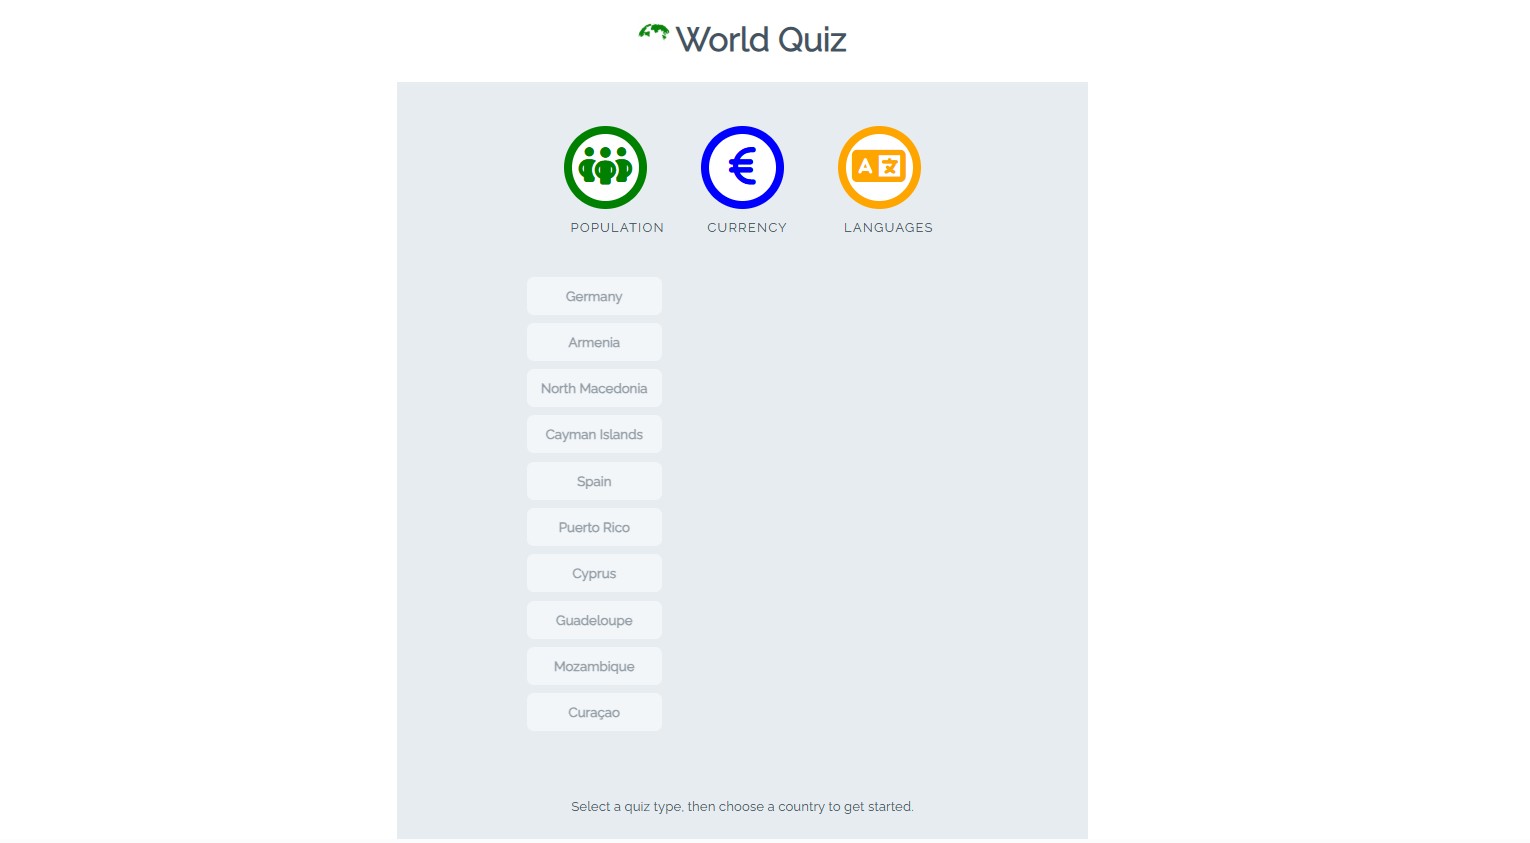 World Quiz
POPULATION CURRENCY LANGUAGES
Germany
Armenia
North Macedonia
Cayman Islands
Spain
Puerto Rico
Cyprus
Guadeloupe
Mozambique
Curaçao
Select a quiz type, then choose a country to get started.